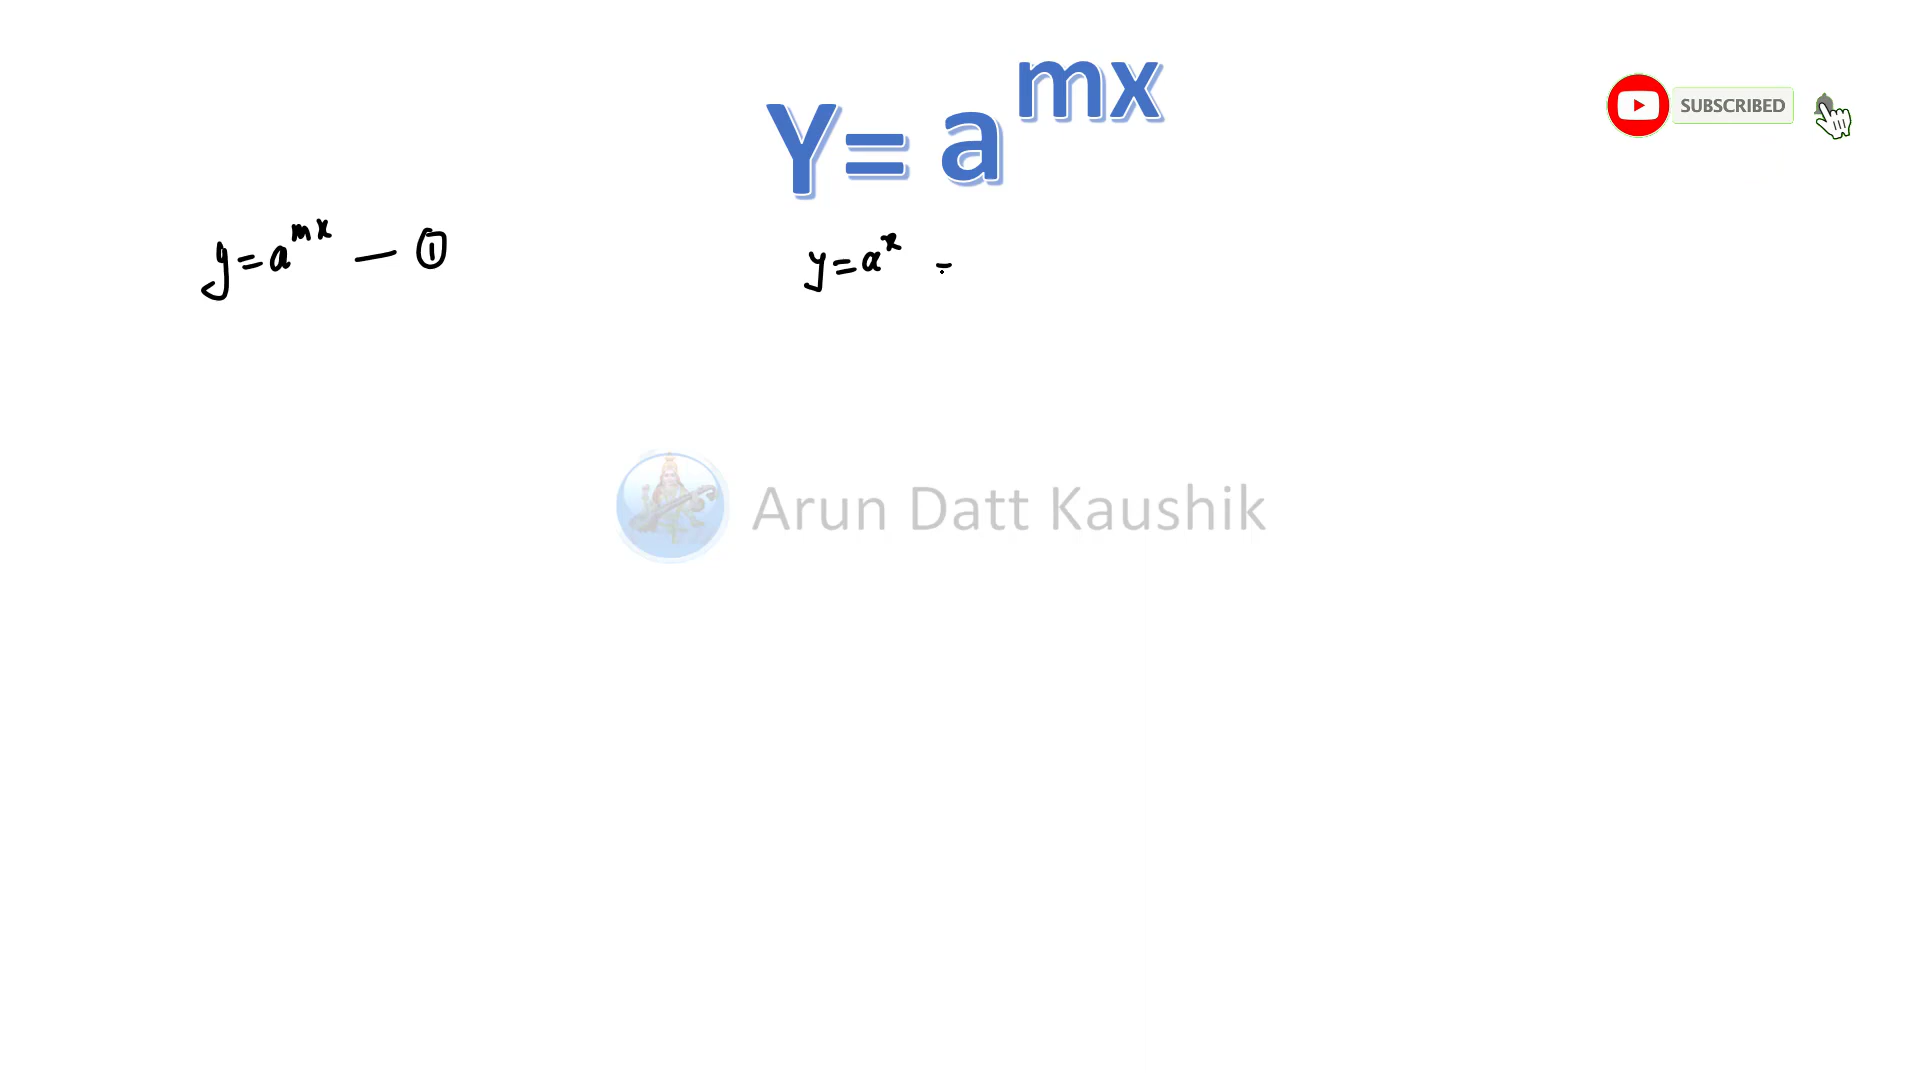 Y= a^mx
SUBSCRIBED
y=a^mx — ①
y=a^x -
Arun Datt Kaushik